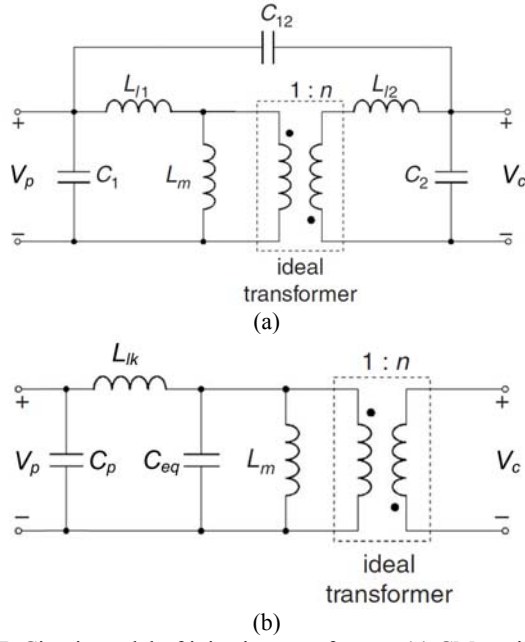 C12
Ll1
1 : n
Ll2
+
+
Vp
C1
Lm
C2
Vc
−
−
ideal
transformer
(a)
Llk
1 : n
+
+
Vp
Cp
Ceq
Lm
Vc
−
−
ideal
transformer
(b)